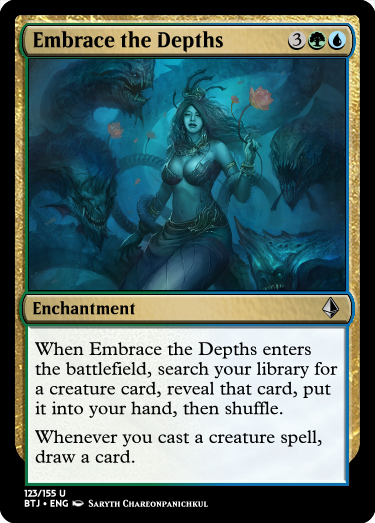 Embrace the Depths 3
Enchantment
When Embrace the Depths enters
the battlefield, search your library for
a creature card, reveal that card, put
it into your hand, then shuffle.
Whenever you cast a creature spell,
draw a card.
123/155 U
BTJ • ENG Saryth Chareonpanichkul